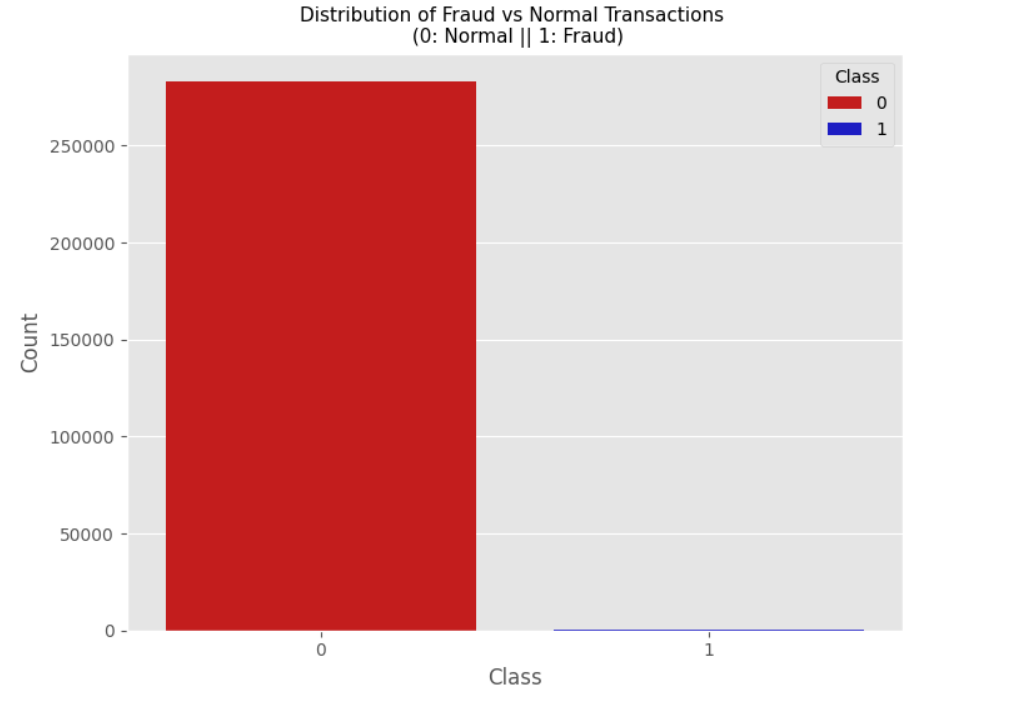 Distribution of Fraud vs Normal Transactions
(0: Normal || 1: Fraud)
Class
0
1
250000
200000
150000
100000
50000
0
Count
0 1
Class